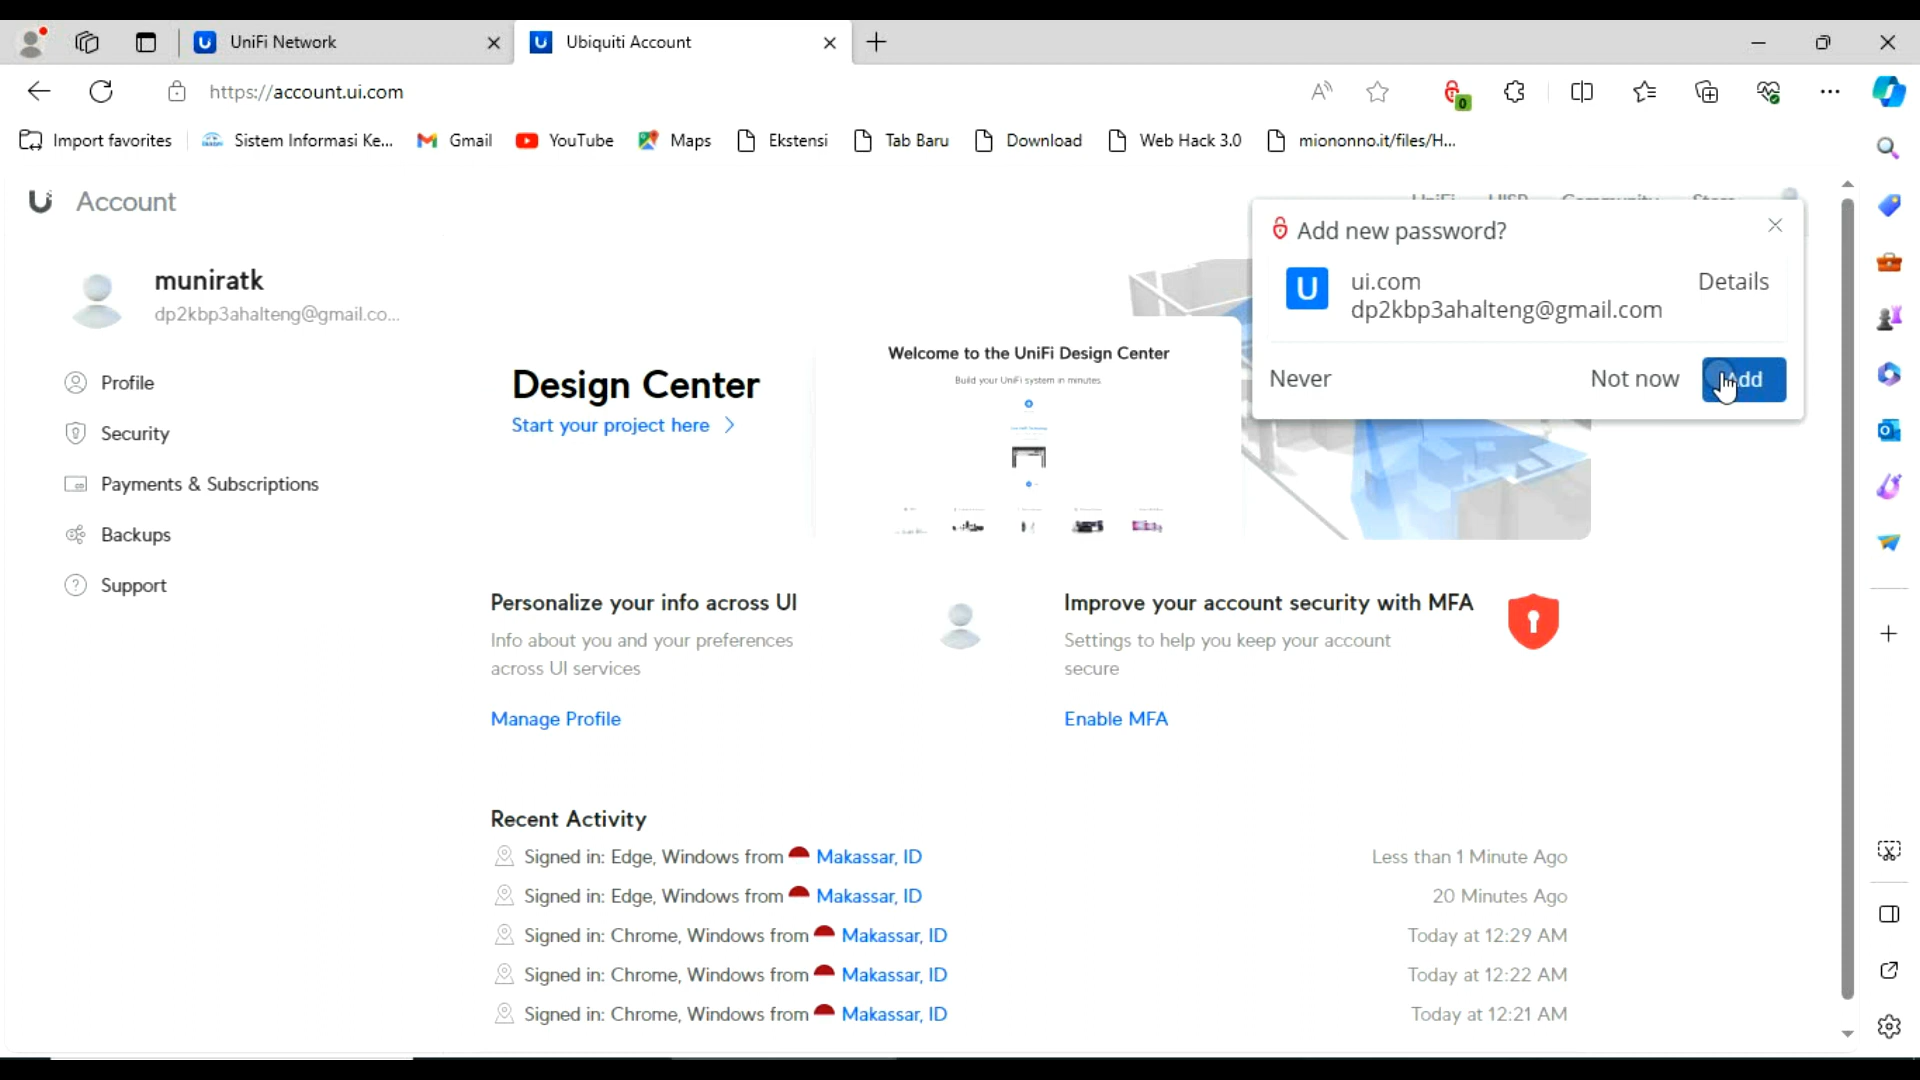 UniFi Network
Ubiquiti Account
https://account.ui.com
0
Import favorites
Sistem Informasi Ke...
Gmail
YouTube
Maps
Ekstensi
Tab Baru
Download
Web Hack 3.0
miononno.it/files/H...
Account
muniratk
dp2kbp3ahalteng@gmail.co...
Profile
Security
Payments & Subscriptions
Backups
Support
Design Center
Start your project here
Welcome to the UniFi Design Center
Build your UniFi system in minutes
Add new password?
ui.com
Details
dp2kbp3ahalteng@gmail.com
Never
Not now
Personalize your info across UI
Info about you and your preferences
across UI services
Manage Profile
Improve your account security with MFA
Settings to help you keep your account
secure
Enable MFA
Recent Activity
Signed in: Edge, Windows from Makassar, ID Less than 1 Minute Ago
Signed in: Edge, Windows from Makassar, ID 20 Minutes Ago
Signed in: Chrome, Windows from Makassar, ID Today at 12:29 AM
Signed in: Chrome, Windows from Makassar, ID Today at 12:22 AM
Signed in: Chrome, Windows from Makassar, ID Today at 12:21 AM